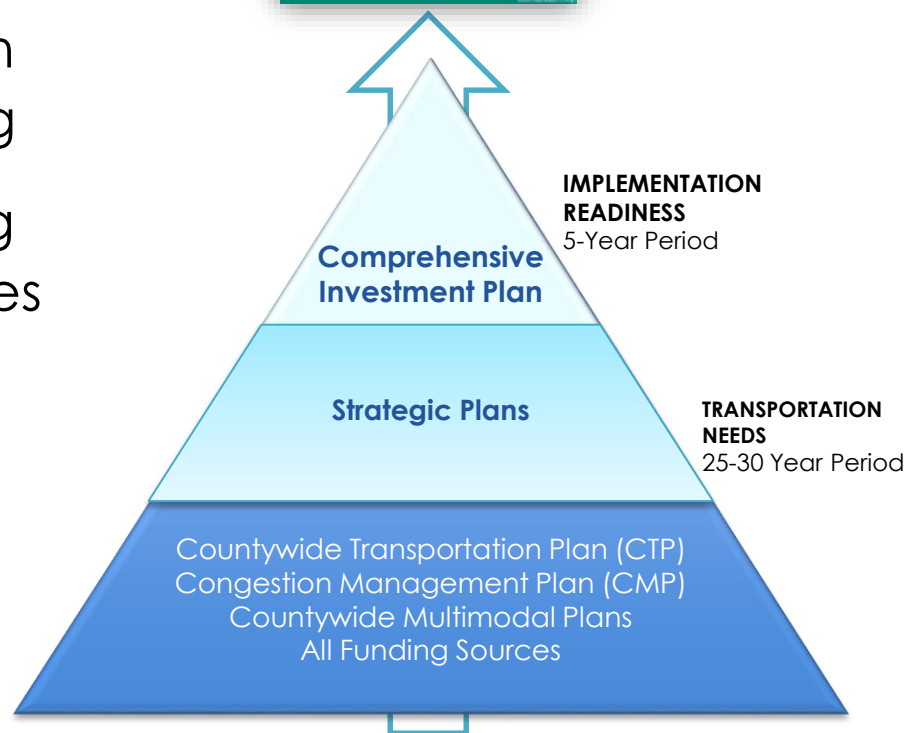 IMPLEMENTATION
READINESS
5-Year Period
Comprehensive
Investment Plan
Strategic Plans
TRANSPORTATION
NEEDS
25-30 Year Period
Countywide Transportation Plan (CTP)
Congestion Management Plan (CMP)
Countywide Multimodal Plans
All Funding Sources